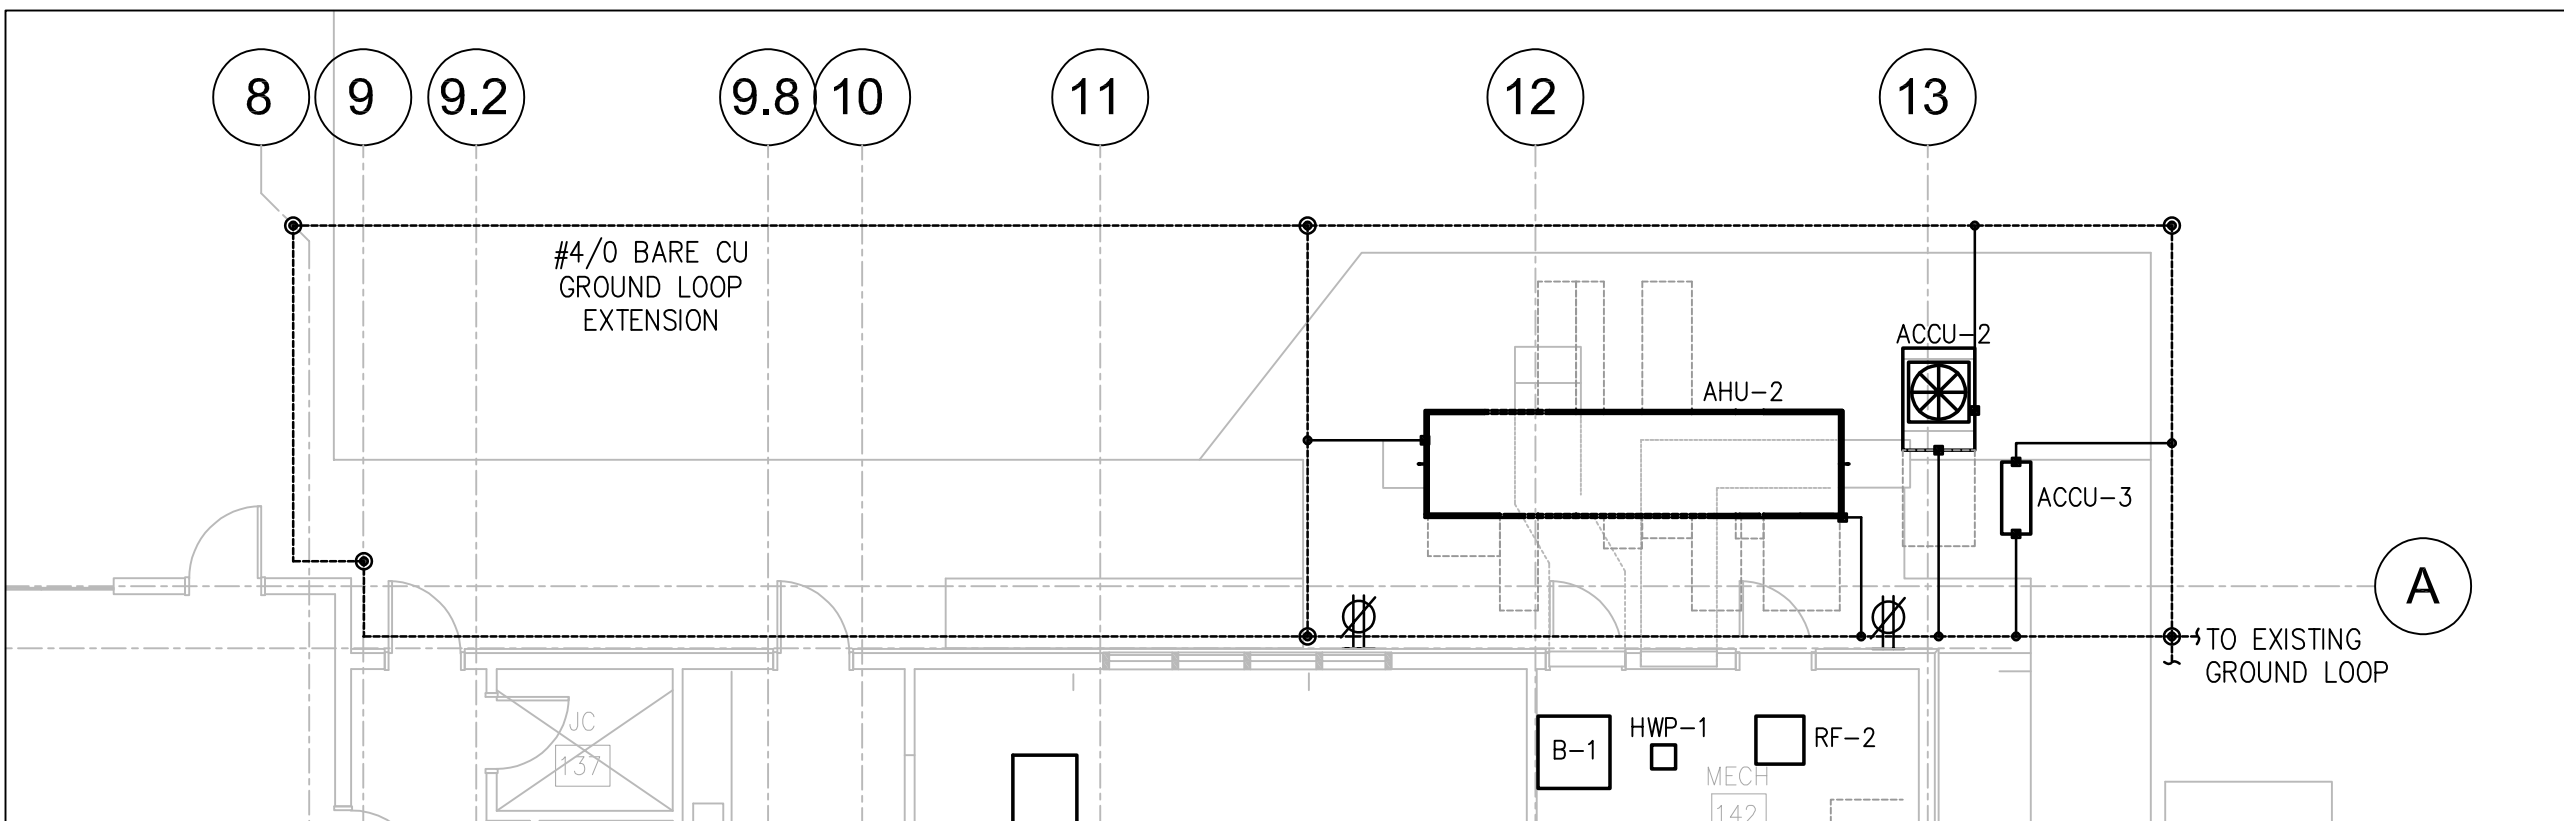 8
9
9.2
9.8
10
11
12
13
#4/0 BARE CU
GROUND LOOP
EXTENSION
ACCU-2
AHU-2
ACCU-3
A
TO EXISTING
GROUND LOOP
JC
137
B-1
HWP-1
RF-2
MECH
142